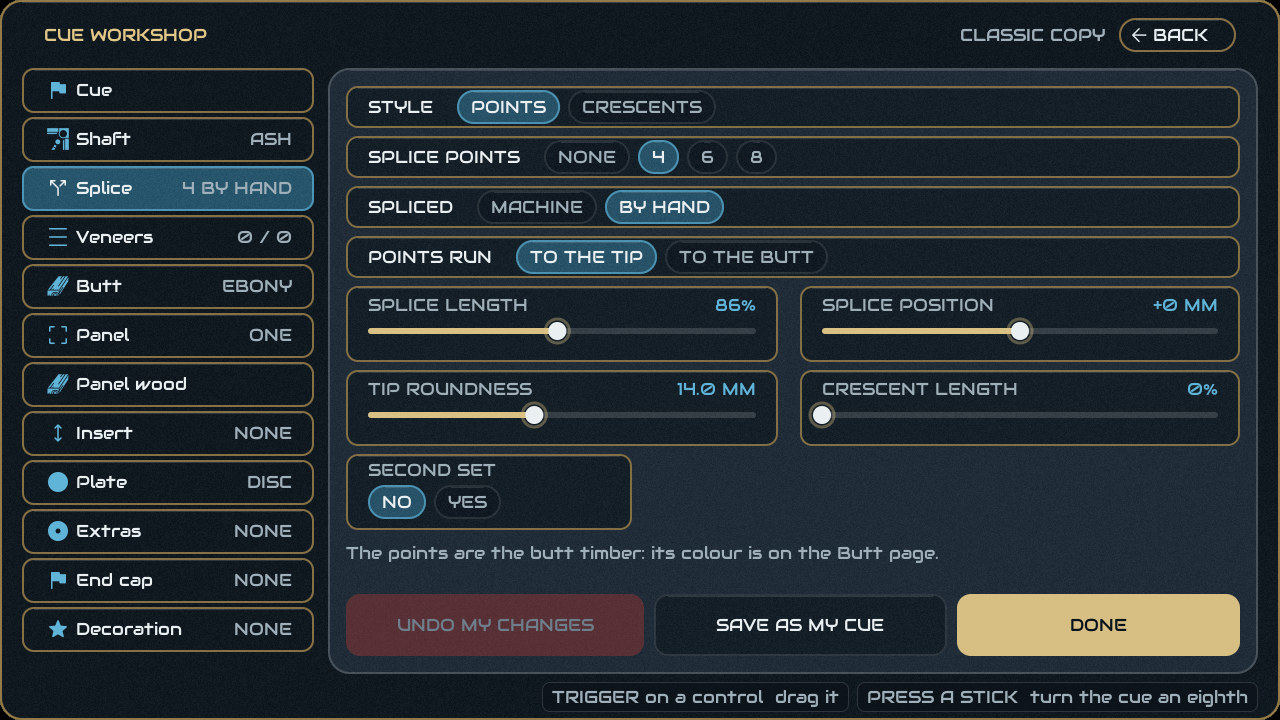 CUE WORKSHOP
CLASSIC COPY
← BACK
Cue
Shaft ASH
Splice 4 BY HAND
Veneers 0 / 0
Butt EBONY
Panel ONE
Panel wood
Insert NONE
Plate DISC
Extras NONE
End cap NONE
Decoration NONE
STYLE POINTS CRESCENTS
SPLICE POINTS NONE 4 6 8
SPLICED MACHINE BY HAND
POINTS RUN TO THE TIP TO THE BUTT
SPLICE LENGTH 86%
SPLICE POSITION +0 MM
TIP ROUNDNESS 14.0 MM
CRESCENT LENGTH 0%
SECOND SET
NO YES
The points are the butt timber: its colour is on the Butt page.
UNDO MY CHANGES
SAVE AS MY CUE
DONE
TRIGGER on a control drag it
PRESS A STICK turn the cue an eighth